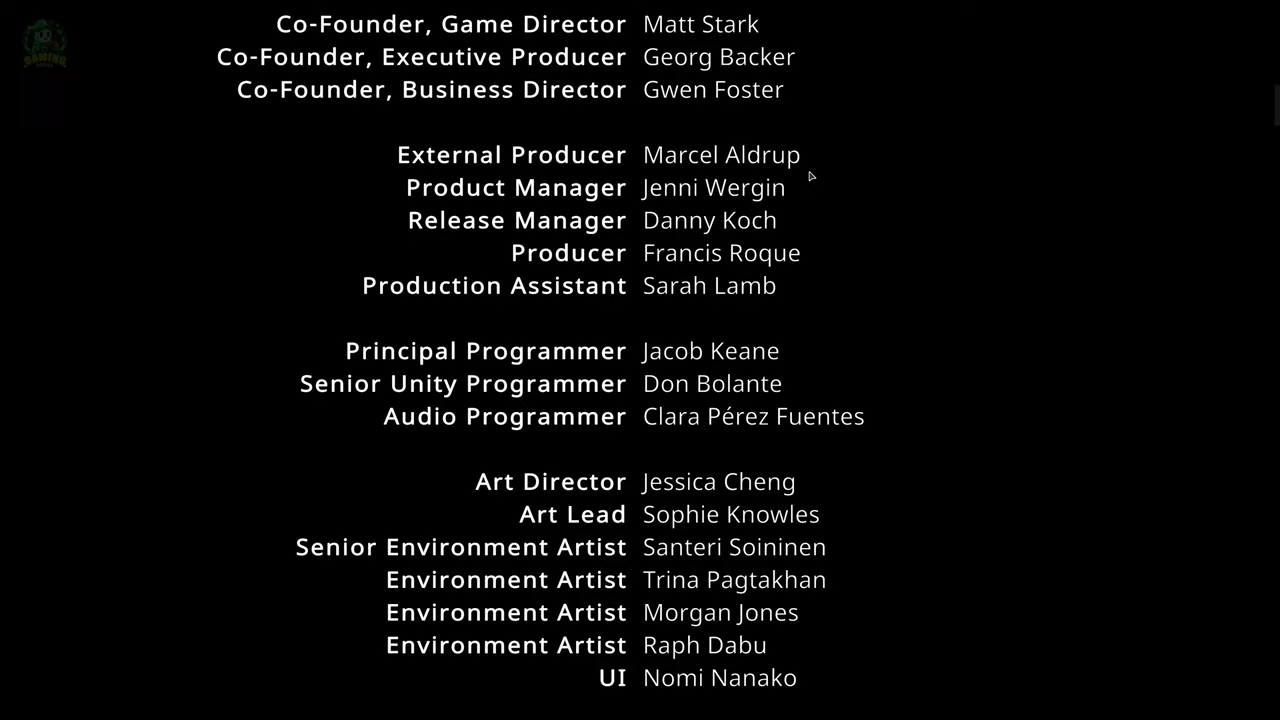 GAMING
Co-Founder, Game Director Matt Stark
Co-Founder, Executive Producer Georg Backer
Co-Founder, Business Director Gwen Foster
External Producer Marcel Aldrup
Product Manager Jenni Wergin
Release Manager Danny Koch
Producer Francis Roque
Production Assistant Sarah Lamb
Principal Programmer Jacob Keane
Senior Unity Programmer Don Bolante
Audio Programmer Clara Pérez Fuentes
Art Director Jessica Cheng
Art Lead Sophie Knowles
Senior Environment Artist Santeri Soininen
Environment Artist Trina Pagtakhan
Environment Artist Morgan Jones
Environment Artist Raph Dabu
UI Nomi Nanako